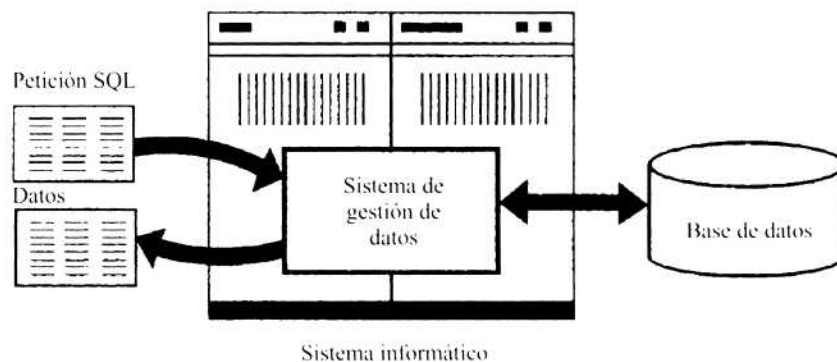 Petición SQL
Datos
Sistema de
gestión de
datos
Base de datos
Sistema informático